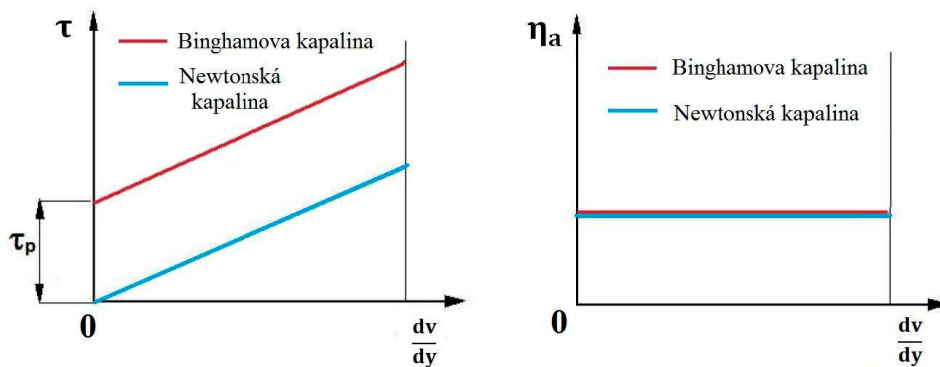 τ
Binghamova kapalina
Newtonská
kapalina
τp
0
dv
dy
ηa
Binghamova kapalina
Newtonská kapalina
0
dv
dy